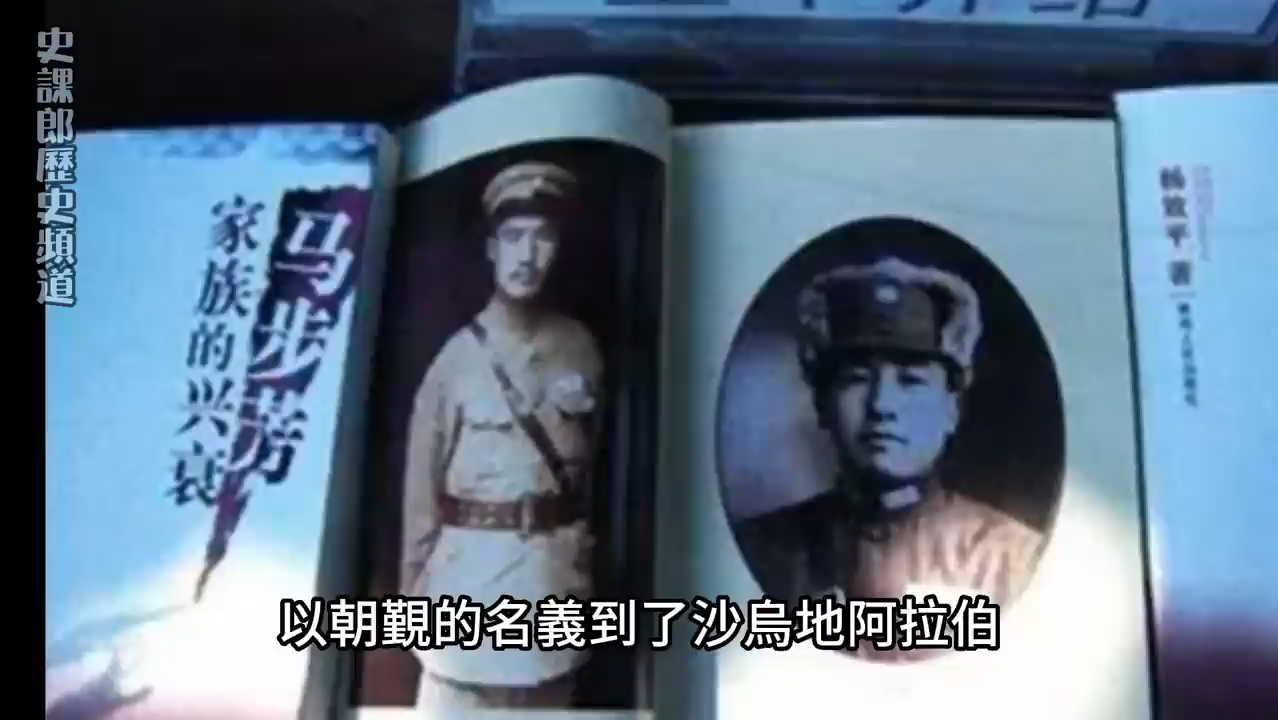 史課郎歷史頻道
马步芳
家族的兴衰
杨效平 著
以朝覲的名義到了沙烏地阿拉伯